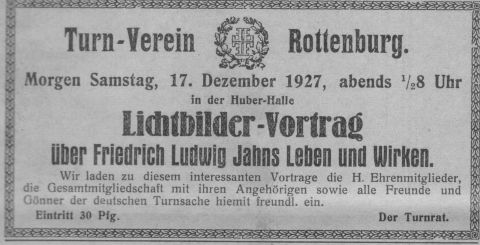 Turn-Verein Rottenburg.
Morgen Samstag, 17. Dezember 1927, abends ½8 Uhr
in der Huber-Halle
Lichtbilder-Vortrag
über Friedrich Ludwig Jahns Leben und Wirken.
Wir laden zu diesem interessanten Vortrage die H. Ehrenmitglieder,
die Gesamtmitgliedschaft mit ihren Angehörigen sowie alle Freunde und
Gönner der deutschen Turnsache hiemit freundl. ein.
Eintritt 30 Pfg. Der Turnrat.